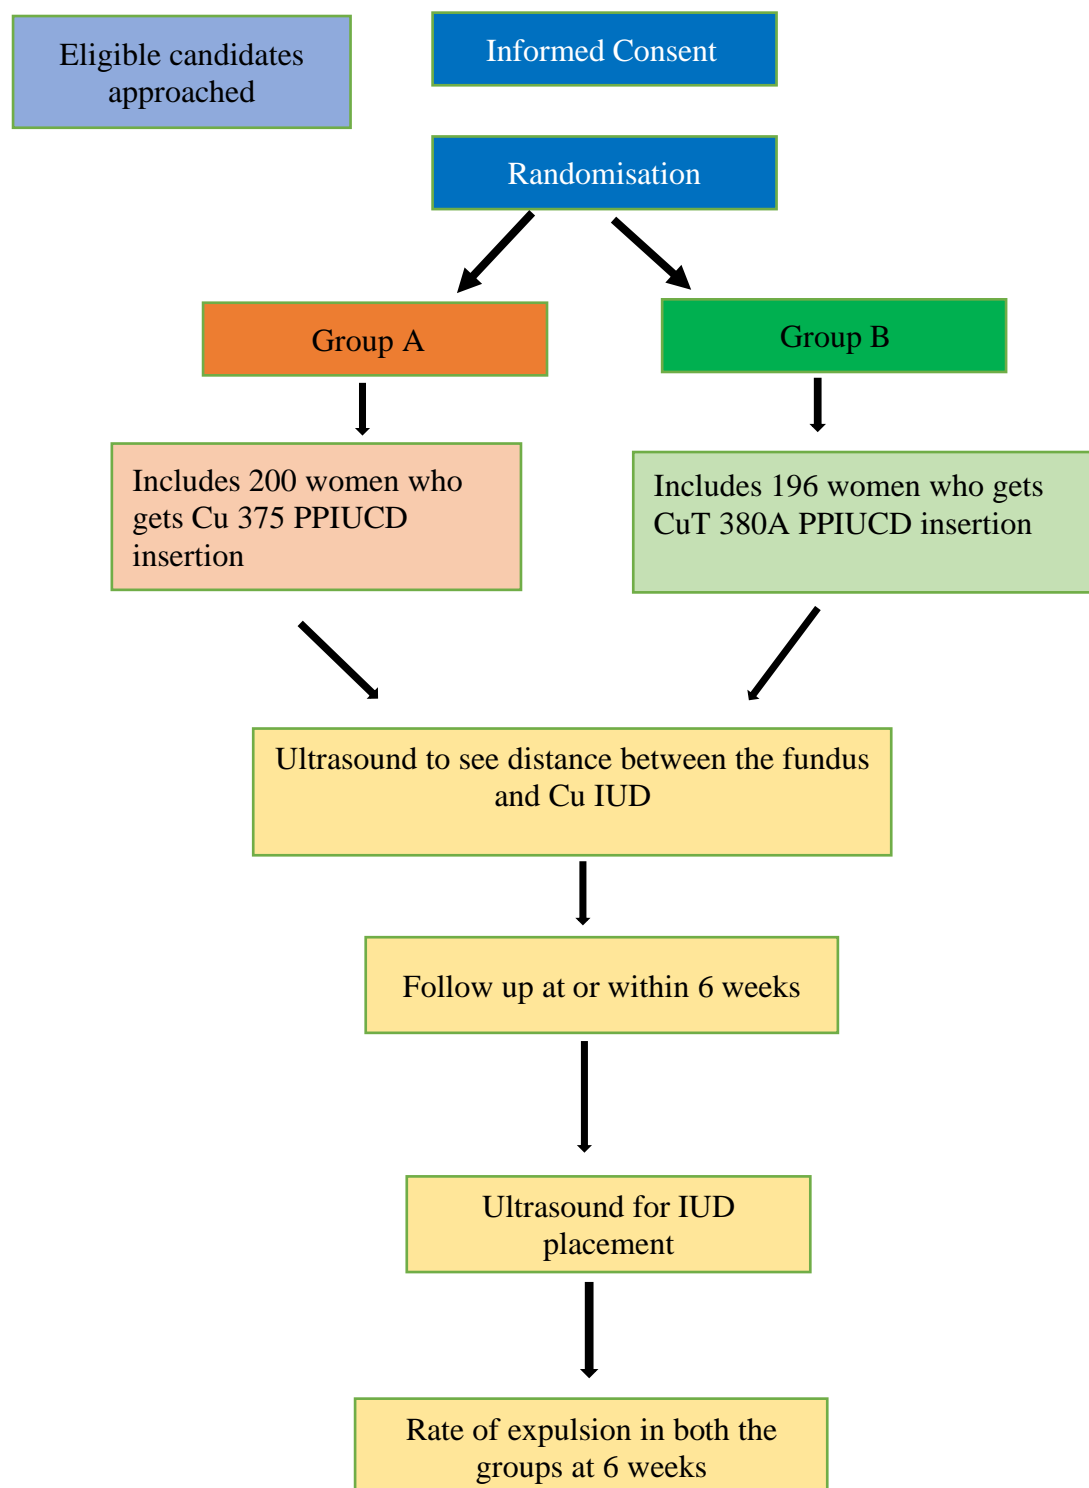 Eligible candidates
approached
Informed Consent
Randomisation
Group A
Group B
Includes 200 women who
gets Cu 375 PPIUCD
insertion
Includes 196 women who gets
CuT 380A PPIUCD insertion
Ultrasound to see distance between the fundus
and Cu IUD
Follow up at or within 6 weeks
Ultrasound for IUD
placement
Rate of expulsion in both the
groups at 6 weeks